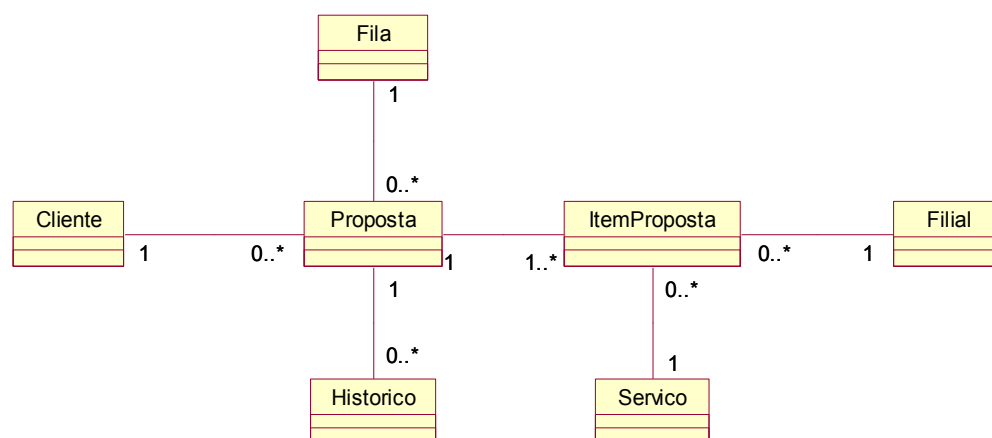 Fila
1
0..*
Cliente
Proposta
ItemProposta
Filial
1
0..*
1
1..*
0..*
1
1
0..*
0..*
1
Historico
Servico